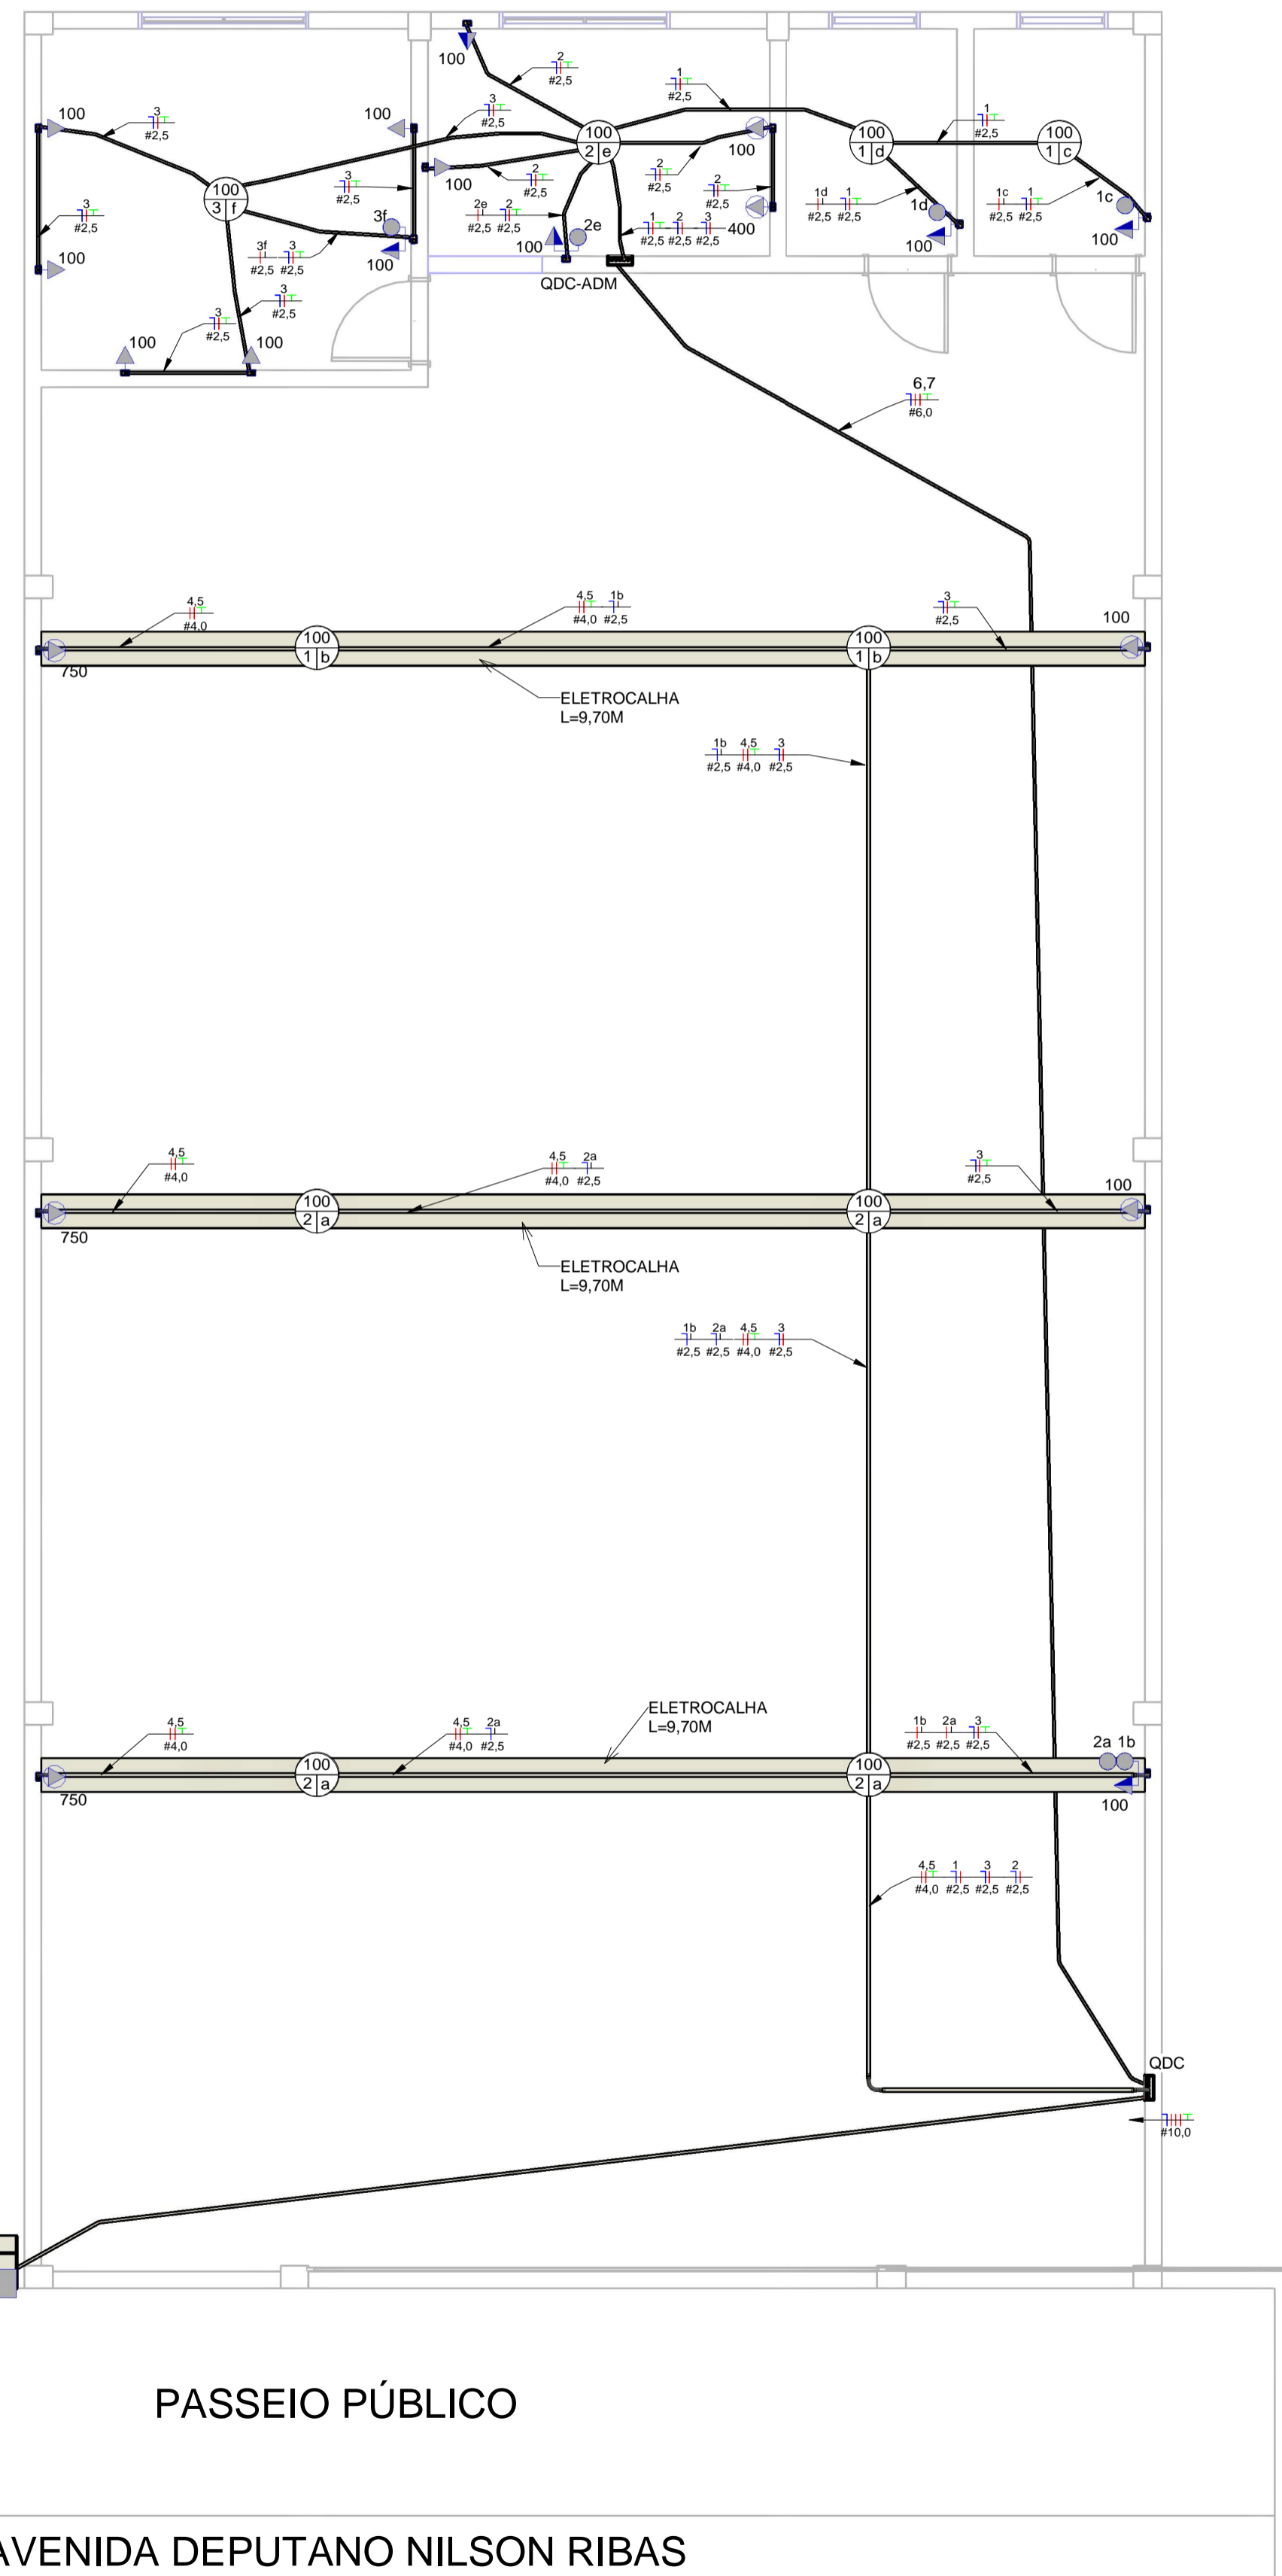 100
2
#2,5
1
#2,5
100
3
#2,5
100
3
#2,5
1
#2,5
100
2 e
100
1 d
100
1 c
100
2
#2,5
100
2
#2,5
3
#2,5
100
3 f
2
#2,5
1d 1
#2,5 #2,5
1d
100
1c 1
#2,5 #2,5
1c
100
3
#2,5
3f
100
3f 3
#2,5 #2,5
2e 2
#2,5 #2,5
100
2e
1 2 3
#2,5 #2,5 #2,5
400
100
3
#2,5
QDC-ADM
3
#2,5
100
100
6,7
#6,0
4,5
#4,0
4,5 1b
#4,0 #2,5
3
#2,5
100
100
1 b
100
1 b
750
ELETROCALHA
L=9,70M
1b 4,5 3
#2,5 #4,0 #2,5
4,5
#4,0
4,5 2a
#4,0 #2,5
3
#2,5
100
100
2 a
100
2 a
750
ELETROCALHA
L=9,70M
1b 2a 4,5 3
#2,5 #2,5 #4,0 #2,5
ELETROCALHA
L=9,70M
4,5
#4,0
4,5 2a
#4,0 #2,5
1b 2a 3
#2,5 #2,5 #2,5
2a 1b
100
2 a
100
2 a
750
100
4,5 1 3 2
#4,0 #2,5 #2,5 #2,5
QDC
#10,0
PASSEIO PÚBLICO
AVENIDA DEPUTANO NILSON RIBAS